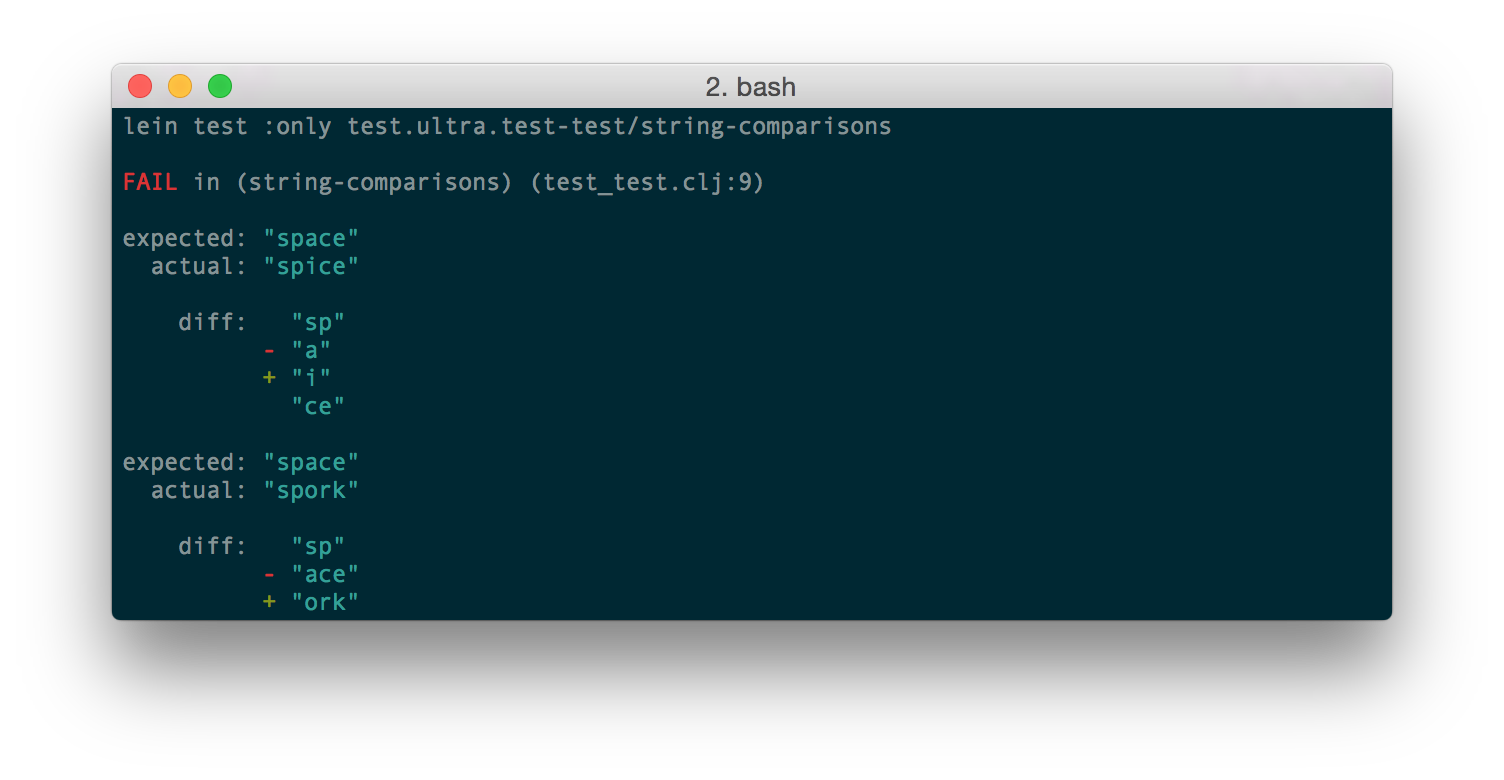 2. bash
lein test :only test.ultra.test-test/string-comparisons
FAIL in (string-comparisons) (test_test.clj:9)
expected: "space"
actual: "spice"
diff: "sp"
- "a"
+ "i"
"ce"
expected: "space"
actual: "spork"
diff: "sp"
- "ace"
+ "ork"